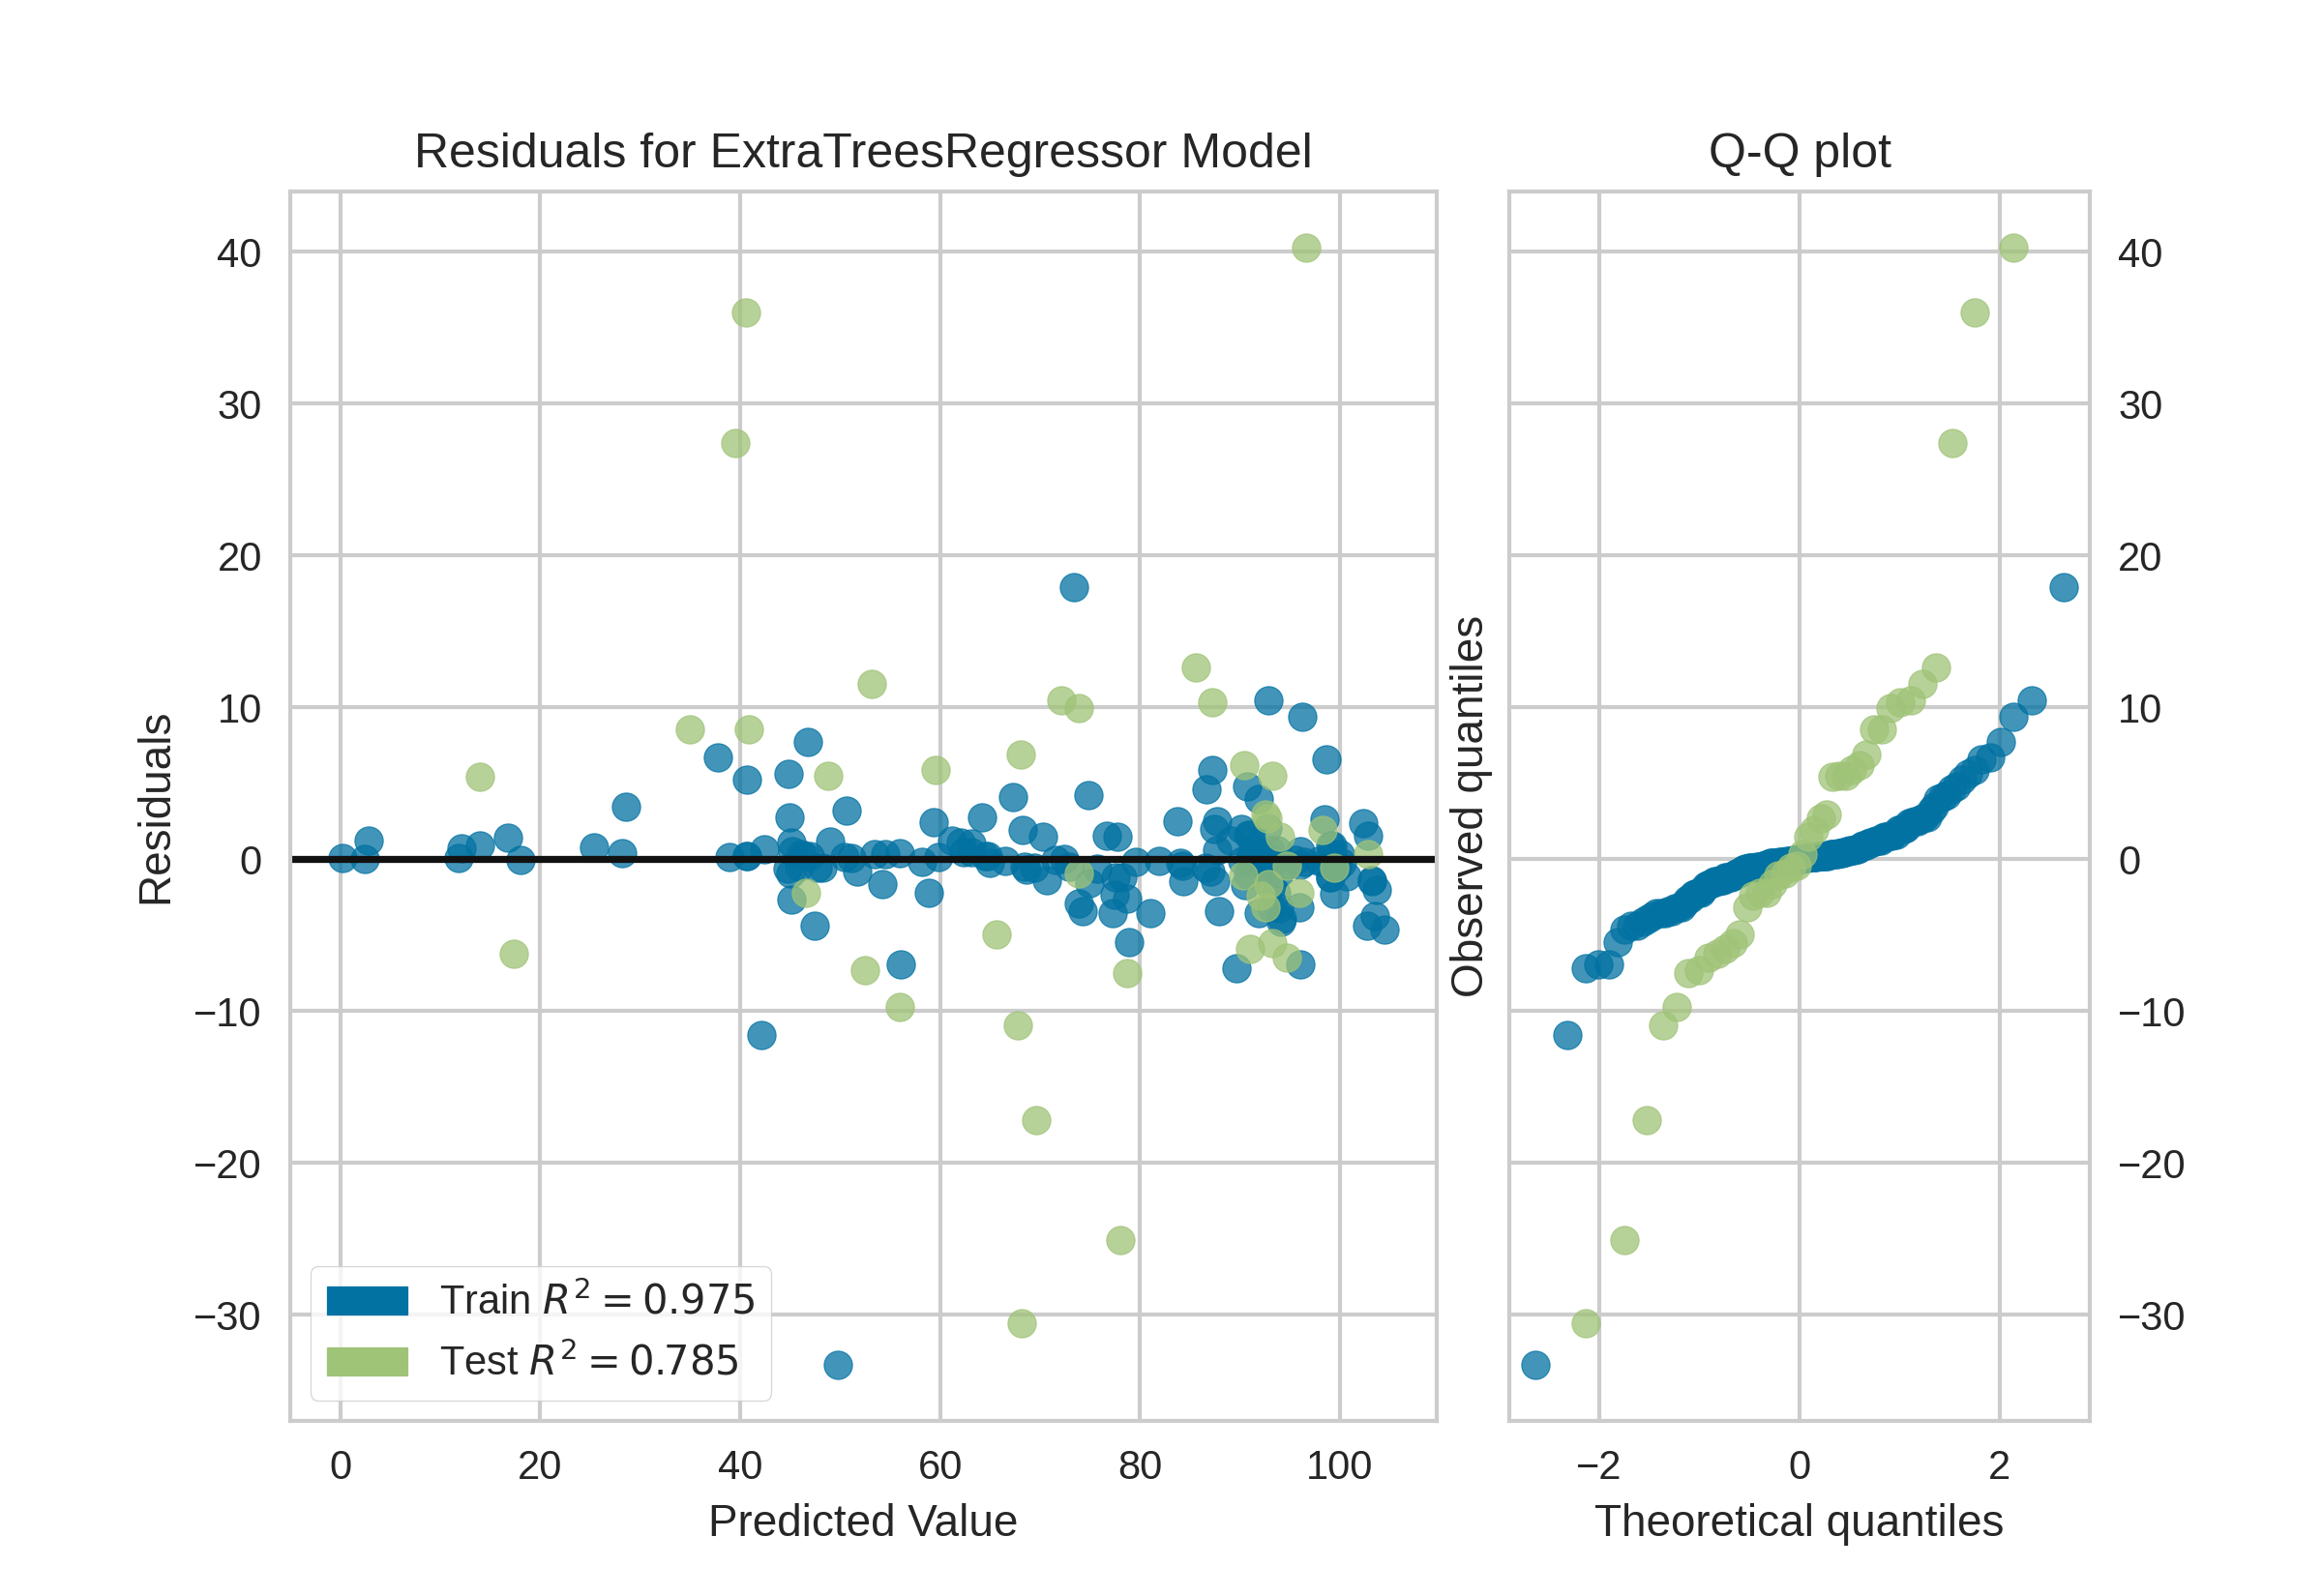 Residuals for ExtraTreesRegressor Model
Residuals
40
30
20
10
0
−10
−20
−30
Train R² = 0.975
Test R² = 0.785
0 20 40 60 80 100
Predicted Value
Q-Q plot
Observed quantiles
40
30
20
10
0
−10
−20
−30
−2 0 2
Theoretical quantiles